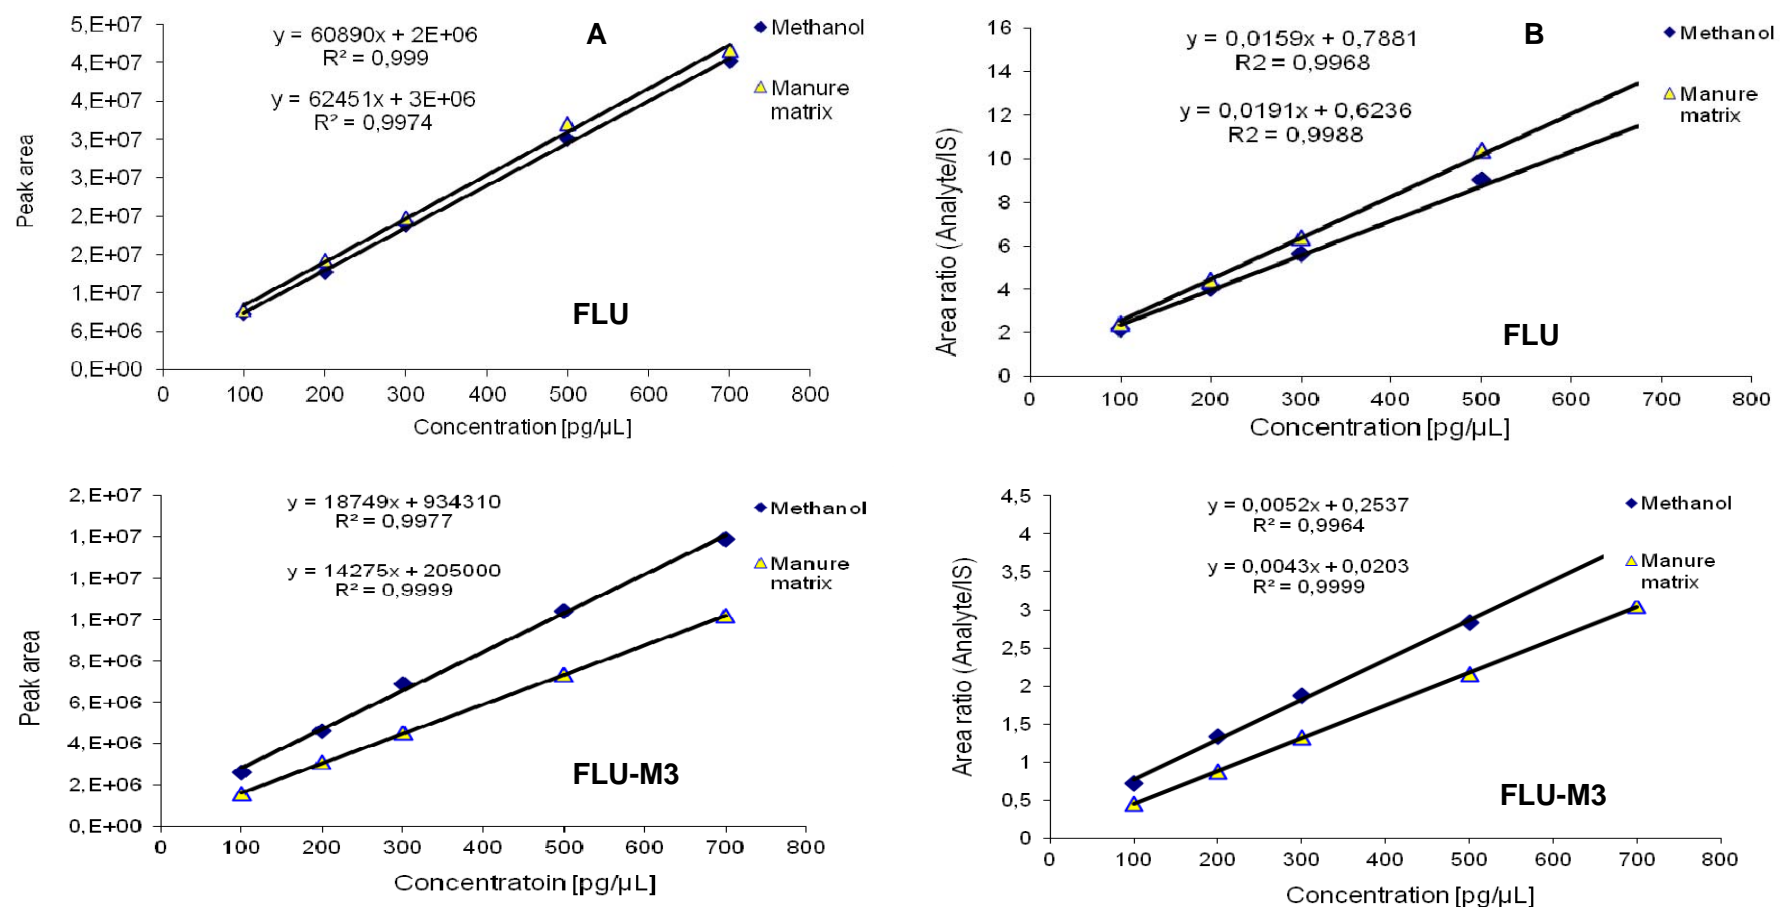 A
y = 60890x + 2E+06
R² = 0,999
y = 62451x + 3E+06
R² = 0,9974
Methanol
Manure
matrix
Peak area
5,E+07
4,E+07
4,E+07
3,E+07
3,E+07
2,E+07
2,E+07
1,E+07
6,E+06
0,E+00
FLU
0 100 200 300 400 500 600 700 800
Concentration [pg/µL]
B
y = 0,0159x + 0,7881
R2 = 0,9968
y = 0,0191x + 0,6236
R2 = 0,9988
Methanol
Manure
matrix
Area ratio (Analyte/IS)
16
14
12
10
8
6
4
2
0
FLU
0 100 200 300 400 500 600 700 800
Concentration [pg/µL]
y = 18749x + 934310
R² = 0,9977
y = 14275x + 205000
R² = 0,9999
Methanol
Manure
matrix
Peak area
2,E+07
1,E+07
1,E+07
1,E+07
8,E+06
6,E+06
4,E+06
2,E+06
0,E+00
FLU-M3
0 100 200 300 400 500 600 700 800
Concentratoin [pg/µL]
y = 0,0052x + 0,2537
R² = 0,9964
y = 0,0043x + 0,0203
R² = 0,9999
Methanol
Manure
matrix
Area ratio (Analyte/IS)
4,5
4
3,5
3
2,5
2
1,5
1
0,5
0
FLU-M3
0 100 200 300 400 500 600 700 800
Concentration [pg/µL]